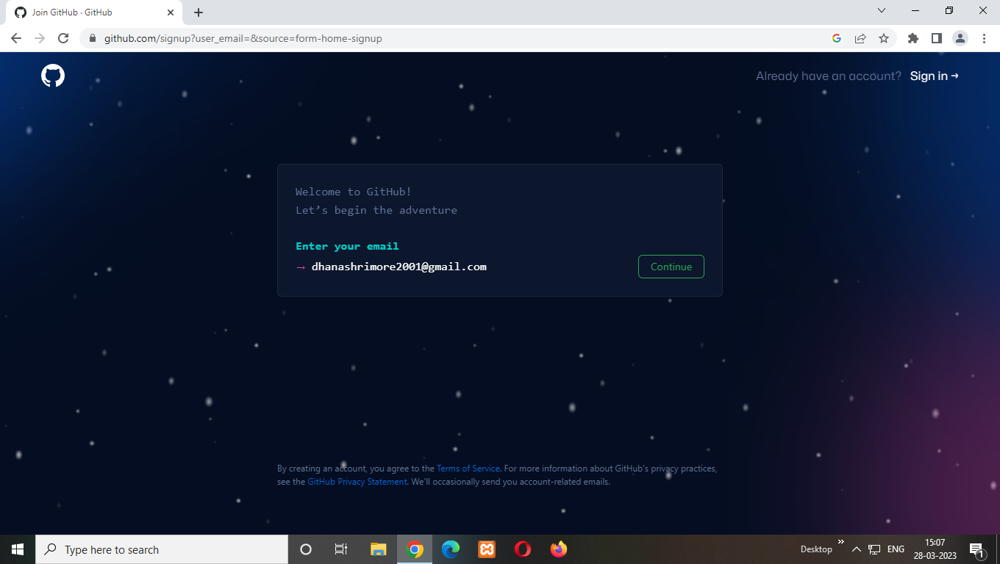 Join GitHub · GitHub
github.com/signup?user_email=&source=form-home-signup
Already have an account? Sign in →
Welcome to GitHub!
Let’s begin the adventure
Enter your email
→ dhanashrimore2001@gmail.com
Continue
By creating an account, you agree to the Terms of Service. For more information about GitHub's privacy practices,
see the GitHub Privacy Statement. We'll occasionally send you account-related emails.
Type here to search
Desktop
ENG
15:07
28-03-2023
1